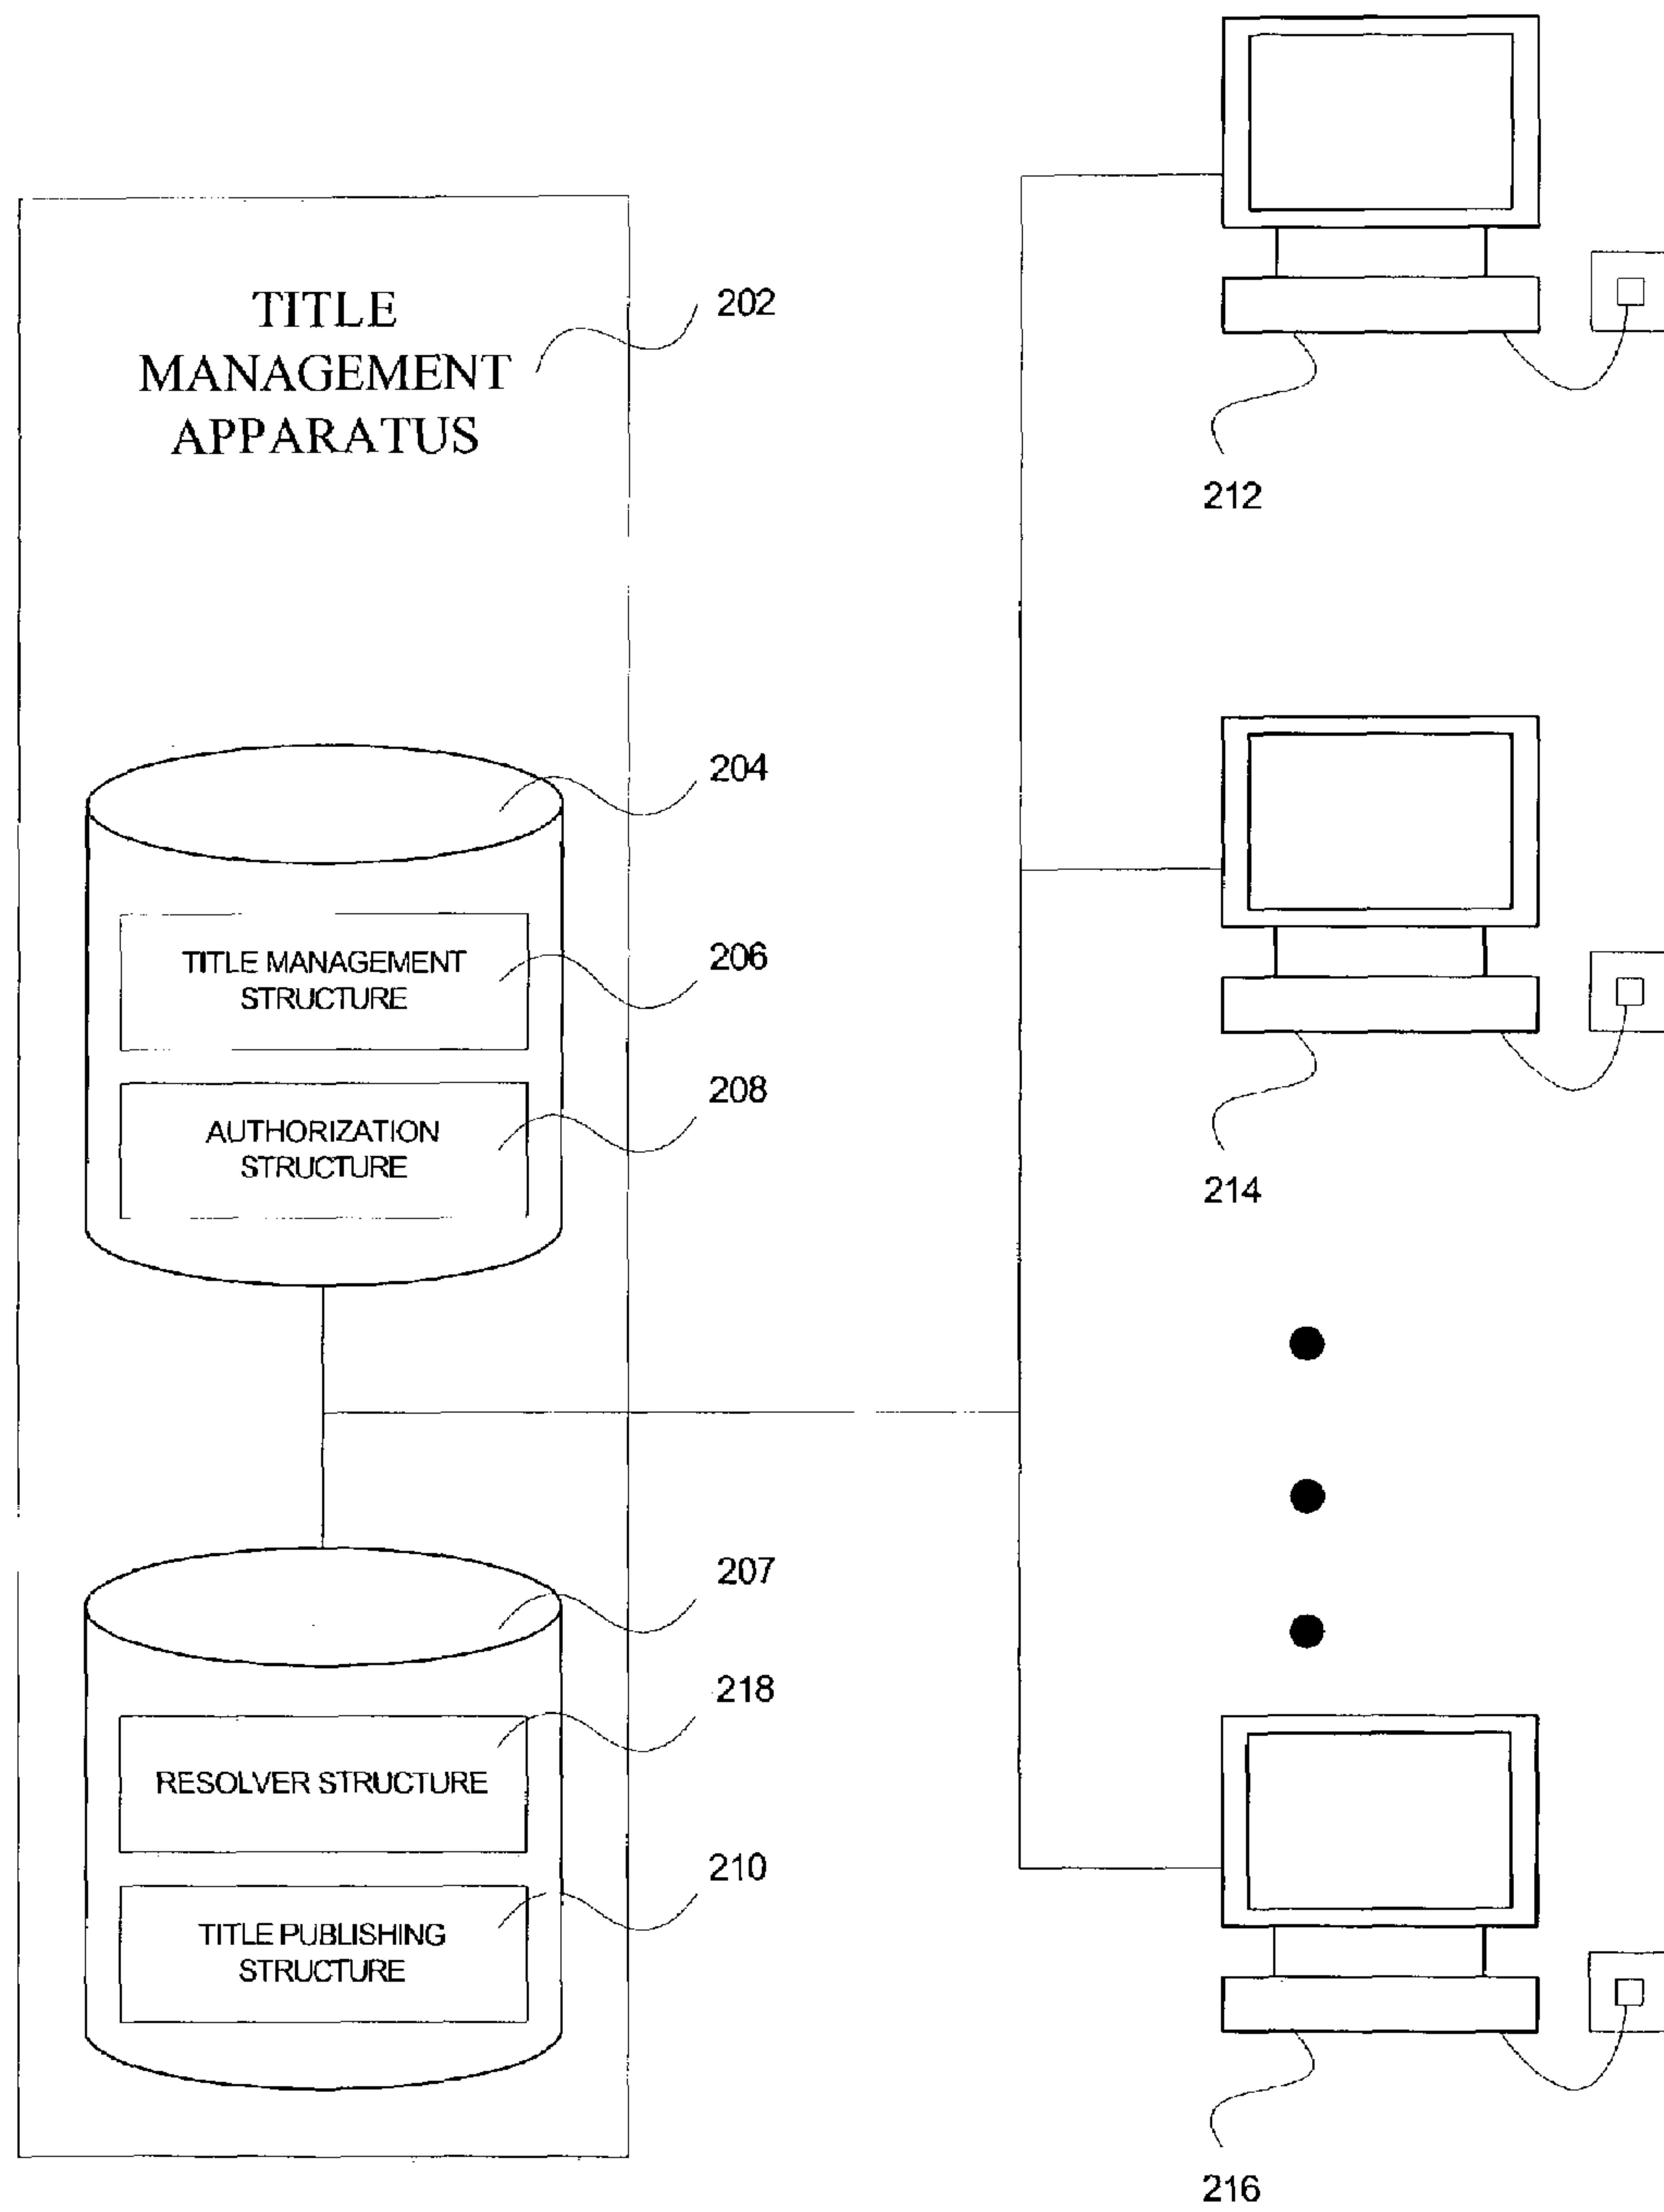 TITLE
MANAGEMENT
APPARATUS
202
204
TITLE MANAGEMENT
STRUCTURE
206
AUTHORIZATION
STRUCTURE
208
207
218
RESOLVER STRUCTURE
210
TITLE PUBLISHING
STRUCTURE
212
214
216